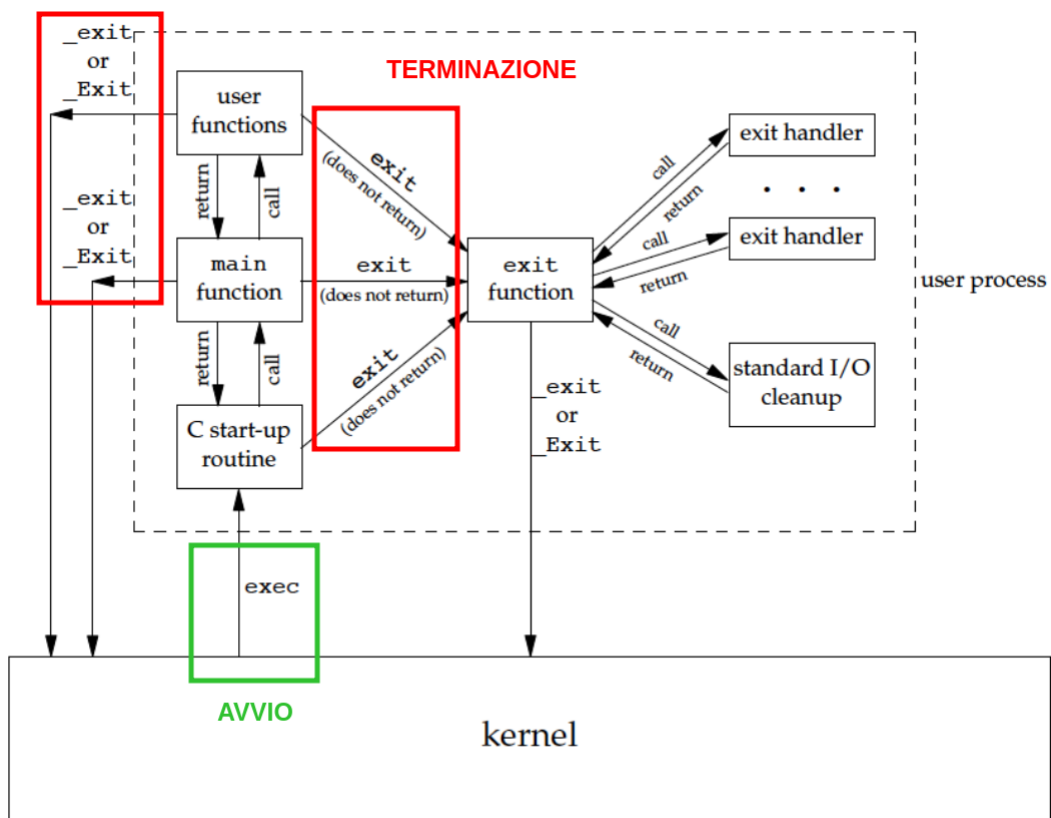 _exit
or
_Exit
TERMINAZIONE
user
functions
exit
(does not return)
call
return
exit handler
. . .
return
call
_exit
or
_Exit
main
function
exit
(does not return)
exit
function
call
return
exit handler
user process
return
call
exit
(does not return)
call
return
standard I/O
cleanup
C start-up
routine
_exit
or
_Exit
exec
AVVIO
kernel